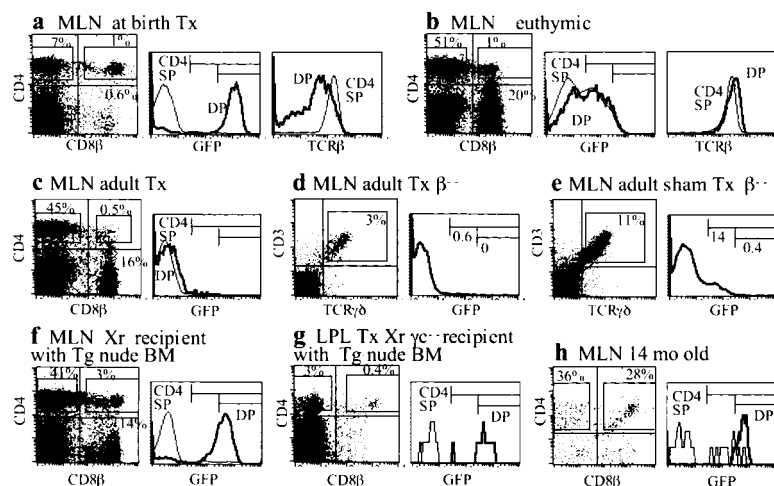 a MLN at birth Tx
7%
1%
0.6%
CD4
CD8β
CD4
SP
DP
GFP
DP
CD4
SP
TCRβ
b MLN euthymic
51%
1%
20%
CD4
CD8β
CD4
SP
DP
GFP
DP
CD4
SP
TCRβ
c MLN adult Tx
45%
0.5%
16%
CD4
CD8β
CD4
SP
DP
GFP
d MLN adult Tx β--
3%
CD3
TCRγδ
0.6
0
GFP
e MLN adult sham Tx β--
11%
CD3
TCRγδ
14
0.4
GFP
f MLN Xr recipient
with Tg nude BM
41%
3%
14%
CD4
CD8β
CD4
SP
DP
GFP
g LPL Tx Xr γc-- recipient
with Tg nude BM
3%
0.4%
CD4
CD8β
CD4
SP
DP
GFP
h MLN 14 mo old
36%
28%
CD4
CD8β
CD4
SP
DP
GFP